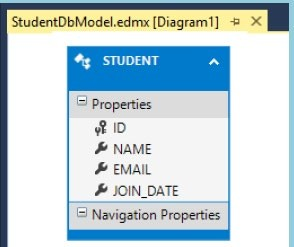 StudentDbModel.edmx [Diagram1]
STUDENT
Properties
ID
NAME
EMAIL
JOIN_DATE
Navigation Properties